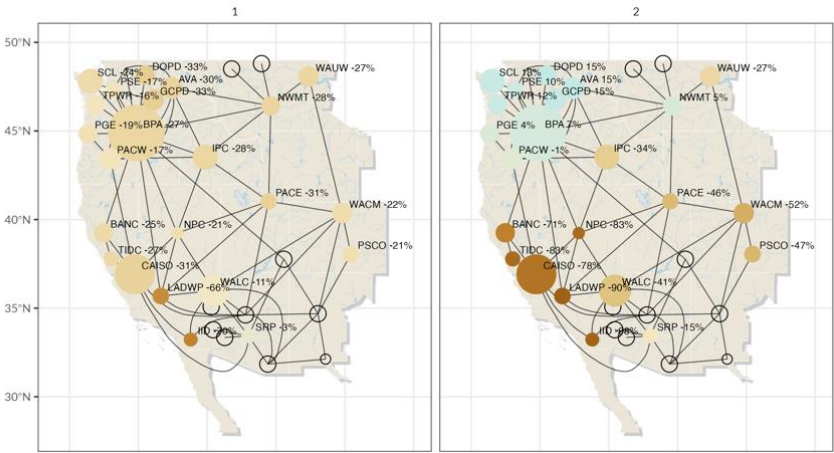 1
2
50°N
45°N
40°N
35°N
30°N
SCL -24%
DOPD -33%
PSE -17%
AVA -30%
TPWR -16%
GCPD -33%
WAUW -27%
NWMT -28%
PGE -19%
BPA -27%
PACW -17%
IPC -28%
PACE -31%
WACM -22%
BANC -25%
NPC -21%
PSCO -21%
TIDC -27%
CAISO -31%
WALC -11%
LADWP -66%
IID
SRP -3%
SCL 13%
DOPD 15%
PSE 10%
AVA 15%
TPWR 12%
GCPD 15%
WAUW -27%
NWMT 5%
PGE 4%
BPA 7%
PACW -1%
IPC -34%
PACE -46%
WACM -52%
BANC -71%
NPC -83%
PSCO -47%
TIDC -83%
CAISO -78%
WALC -41%
LADWP -90%
IID
SRP -15%